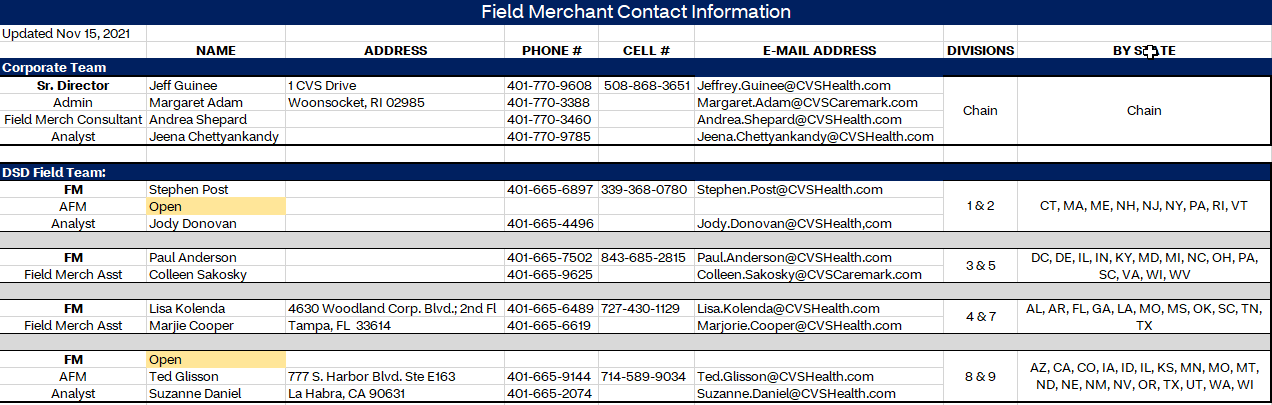 Field Merchant Contact Information
Updated Nov 15, 2021
NAME ADDRESS PHONE # CELL # E-MAIL ADDRESS DIVISIONS BY STATE
Corporate Team
Sr. Director Jeff Guinee 1 CVS Drive 401-770-9608 508-868-3651 Jeffrey.Guinee@CVSHealth.com
Admin Margaret Adam Woonsocket, RI 02985 401-770-3388 Margaret.Adam@CVSCaremark.com
Chain Chain
Field Merch Consultant Andrea Shepard 401-770-3460 Andrea.Shepard@CVSHealth.com
Analyst Jeena Chettyankandy 401-770-9785 Jeena.Chettyankandy@CVSHealth.com
DSD Field Team:
FM Stephen Post 401-665-6897 339-368-0780 Stephen.Post@CVSHealth.com
AFM Open 1 & 2 CT, MA, ME, NH, NJ, NY, PA, RI, VT
Analyst Jody Donovan 401-665-4496 Jody.Donovan@CVSHealth,com
FM Paul Anderson 401-665-7502 843-685-2815 Paul.Anderson@CVSHealth.com 3 & 5 DC, DE, IL, IN, KY, MD, MI, NC, OH, PA,
Field Merch Asst Colleen Sakosky 401-665-9625 Colleen.Sakosky@CVSCaremark.com SC, VA, WI, WV
FM Lisa Kolenda 4630 Woodland Corp. Blvd.; 2nd Fl 401-665-6489 727-430-1129 Lisa.Kolenda@CVSHealth.com 4 & 7 AL, AR, FL, GA, LA, MO, MS, OK, SC, TN,
Field Merch Asst Marjie Cooper Tampa, FL 33614 401-665-6619 Marjorie.Cooper@CVSHealth.com TX
FM Open
AZ, CA, CO, IA, ID, IL, KS, MN, MO, MT,
AFM Ted Glisson 777 S. Harbor Blvd. Ste E163 401-665-9144 714-589-9034 Ted.Glisson@CVSHealth.com 8 & 9
ND, NE, NM, NV, OR, TX, UT, WA, WI
Analyst Suzanne Daniel La Habra, CA 90631 401-665-2074 Suzanne.Daniel@CVSHealth.com